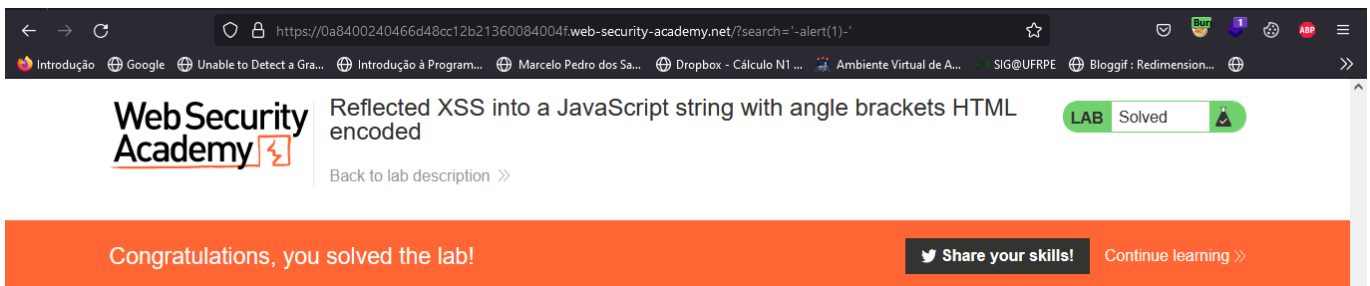 https://0a8400240466d48cc12b21360084004f.web-security-academy.net/?search='-alert(1)-'
Bur
1
ABP
Introdução Google Unable to Detect a Gra... Introdução à Program... Marcelo Pedro dos Sa... Dropbox - Cálculo N1 ... Ambiente Virtual de A... SIG@UFRPE Bloggif : Redimension...
Web Security
Academy
Reflected XSS into a JavaScript string with angle brackets HTML
encoded
Back to lab description
LAB Solved
Congratulations, you solved the lab!
Share your skills!
Continue learning